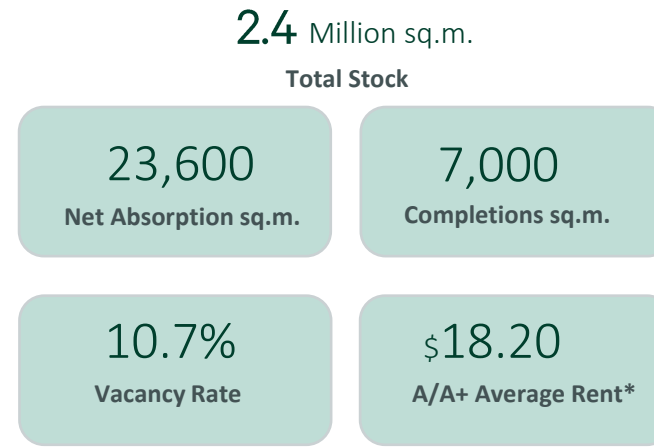 2.4 Million sq.m.
Total Stock
23,600
Net Absorption sq.m.
7,000
Completions sq.m.
10.7%
Vacancy Rate
$18.20
A/A+ Average Rent*